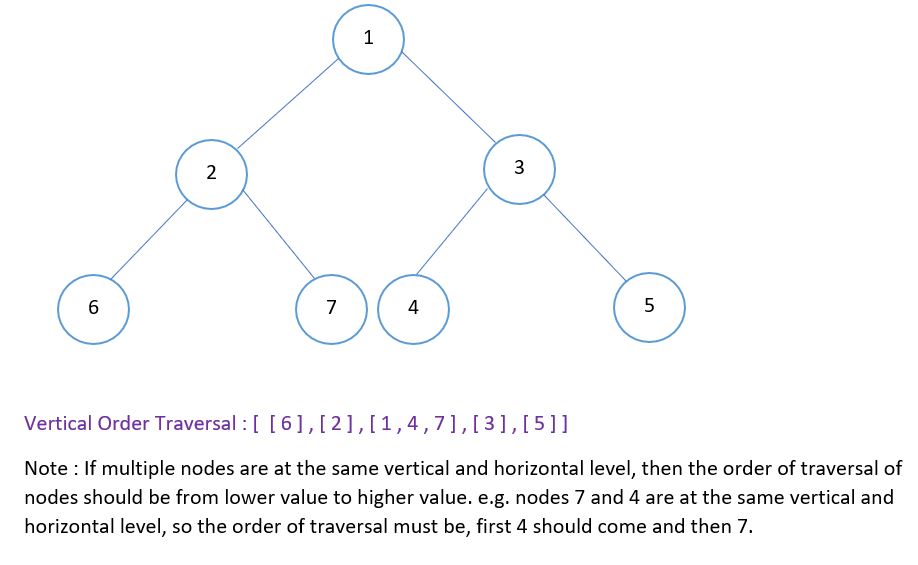 1
2
3
6
7
4
5
Vertical Order Traversal : [ [ 6 ] , [ 2 ] , [ 1 , 4 , 7 ] , [ 3 ] , [ 5 ] ]
Note : If multiple nodes are at the same vertical and horizontal level, then the order of traversal of
nodes should be from lower value to higher value. e.g. nodes 7 and 4 are at the same vertical and
horizontal level, so the order of traversal must be, first 4 should come and then 7.